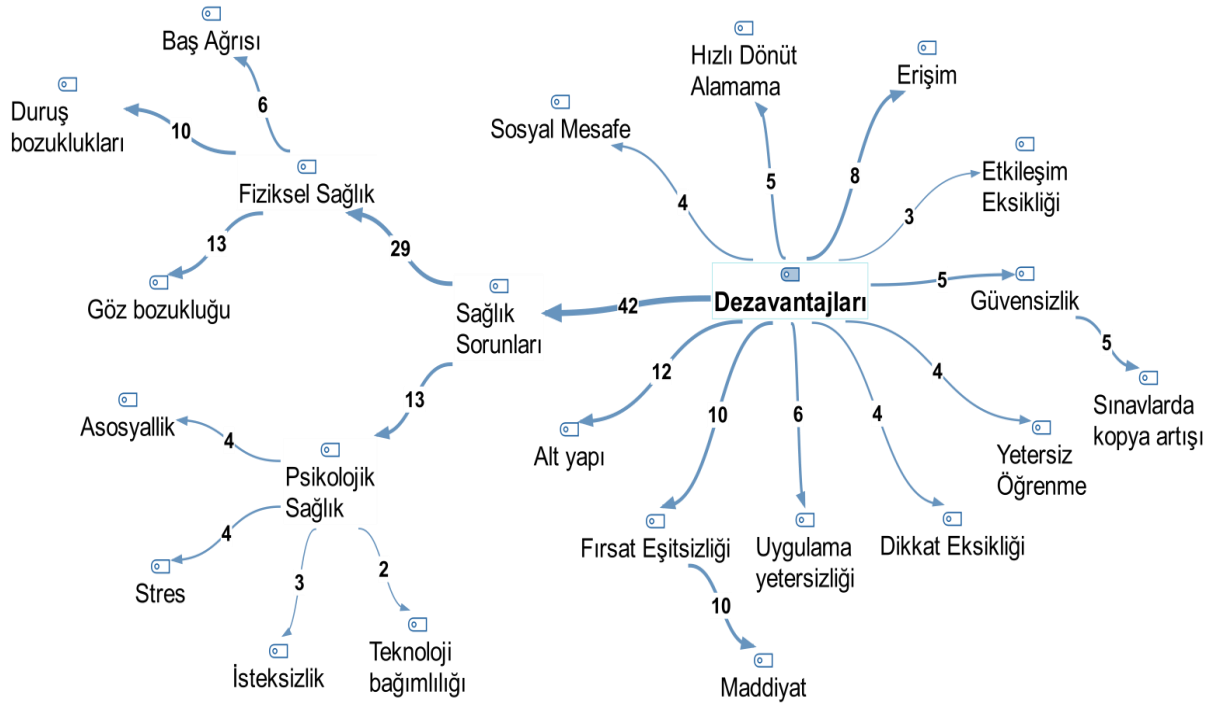 Baş Ağrısı
6
Duruş
bozuklukları
10
Fiziksel Sağlık
13
Göz bozukluğu
29
Sağlık
Sorunları
42
13
Asosyallik
4
Psikolojik
Sağlık
4
Stres
3
İsteksizlik
2
Teknoloji
bağımlılığı
Dezavantajları
Sosyal Mesafe
4
Hızlı Dönüt
Alamama
5
Erişim
8
Etkileşim
Eksikliği
3
5
Güvensizlik
5
Sınavlarda
kopya artışı
4
Yetersiz
Öğrenme
4
Dikkat Eksikliği
6
Uygulama
yetersizliği
10
Fırsat Eşitsizliği
10
Maddiyat
12
Alt yapı